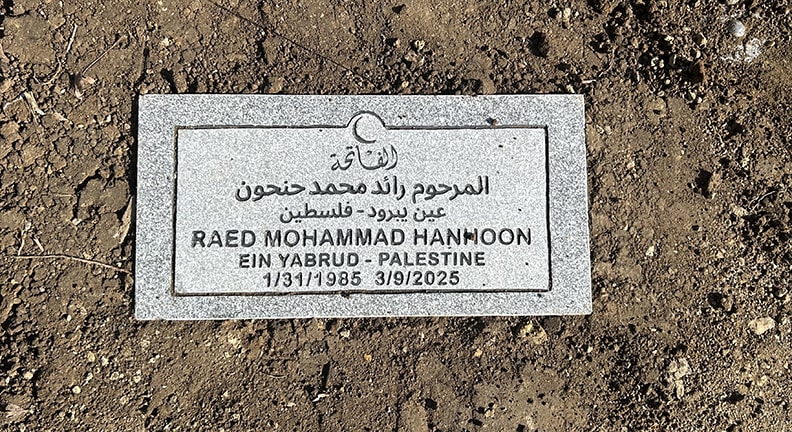 الفاتحة
المرحوم رائد محمد حنحون
عين يبرود - فلسطين
RAED MOHAMMAD HANHOON
EIN YABRUD - PALESTINE
1/31/1985 3/9/2025